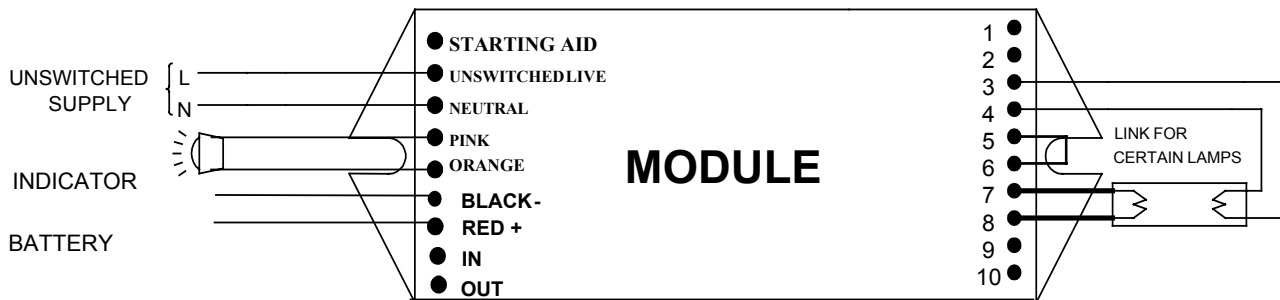 STARTING AID
UNSWITCHED SUPPLY
L
UNSWITCHED LIVE
N
NEUTRAL
PINK
ORANGE
INDICATOR
BLACK-
RED +
BATTERY
IN
OUT
MODULE
1
2
3
4
5
6
7
8
9
10
LINK FOR
CERTAIN LAMPS